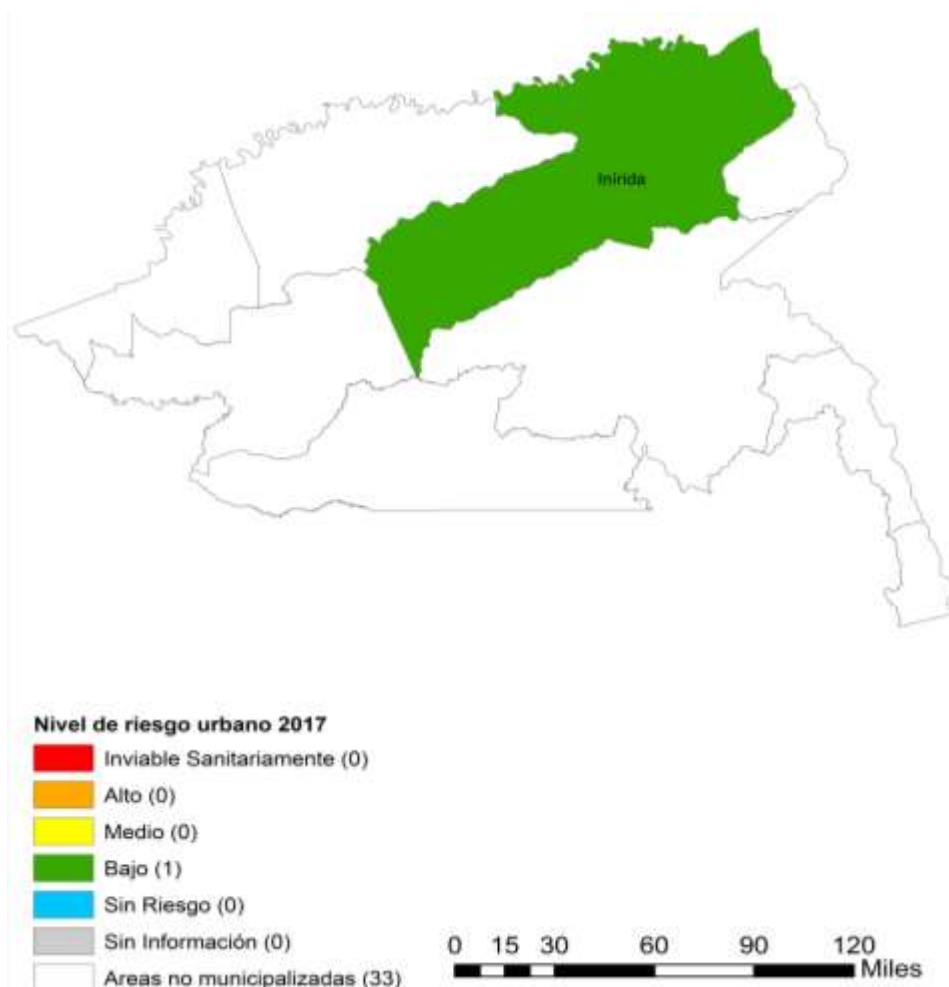 Inírida
Nivel de riesgo urbano 2017
Inviable Sanitariamente (0)
Alto (0)
Medio (0)
Bajo (1)
Sin Riesgo (0)
Sin Información (0)
Areas no municipalizadas (33)
0 15 30 60 90 120
Miles